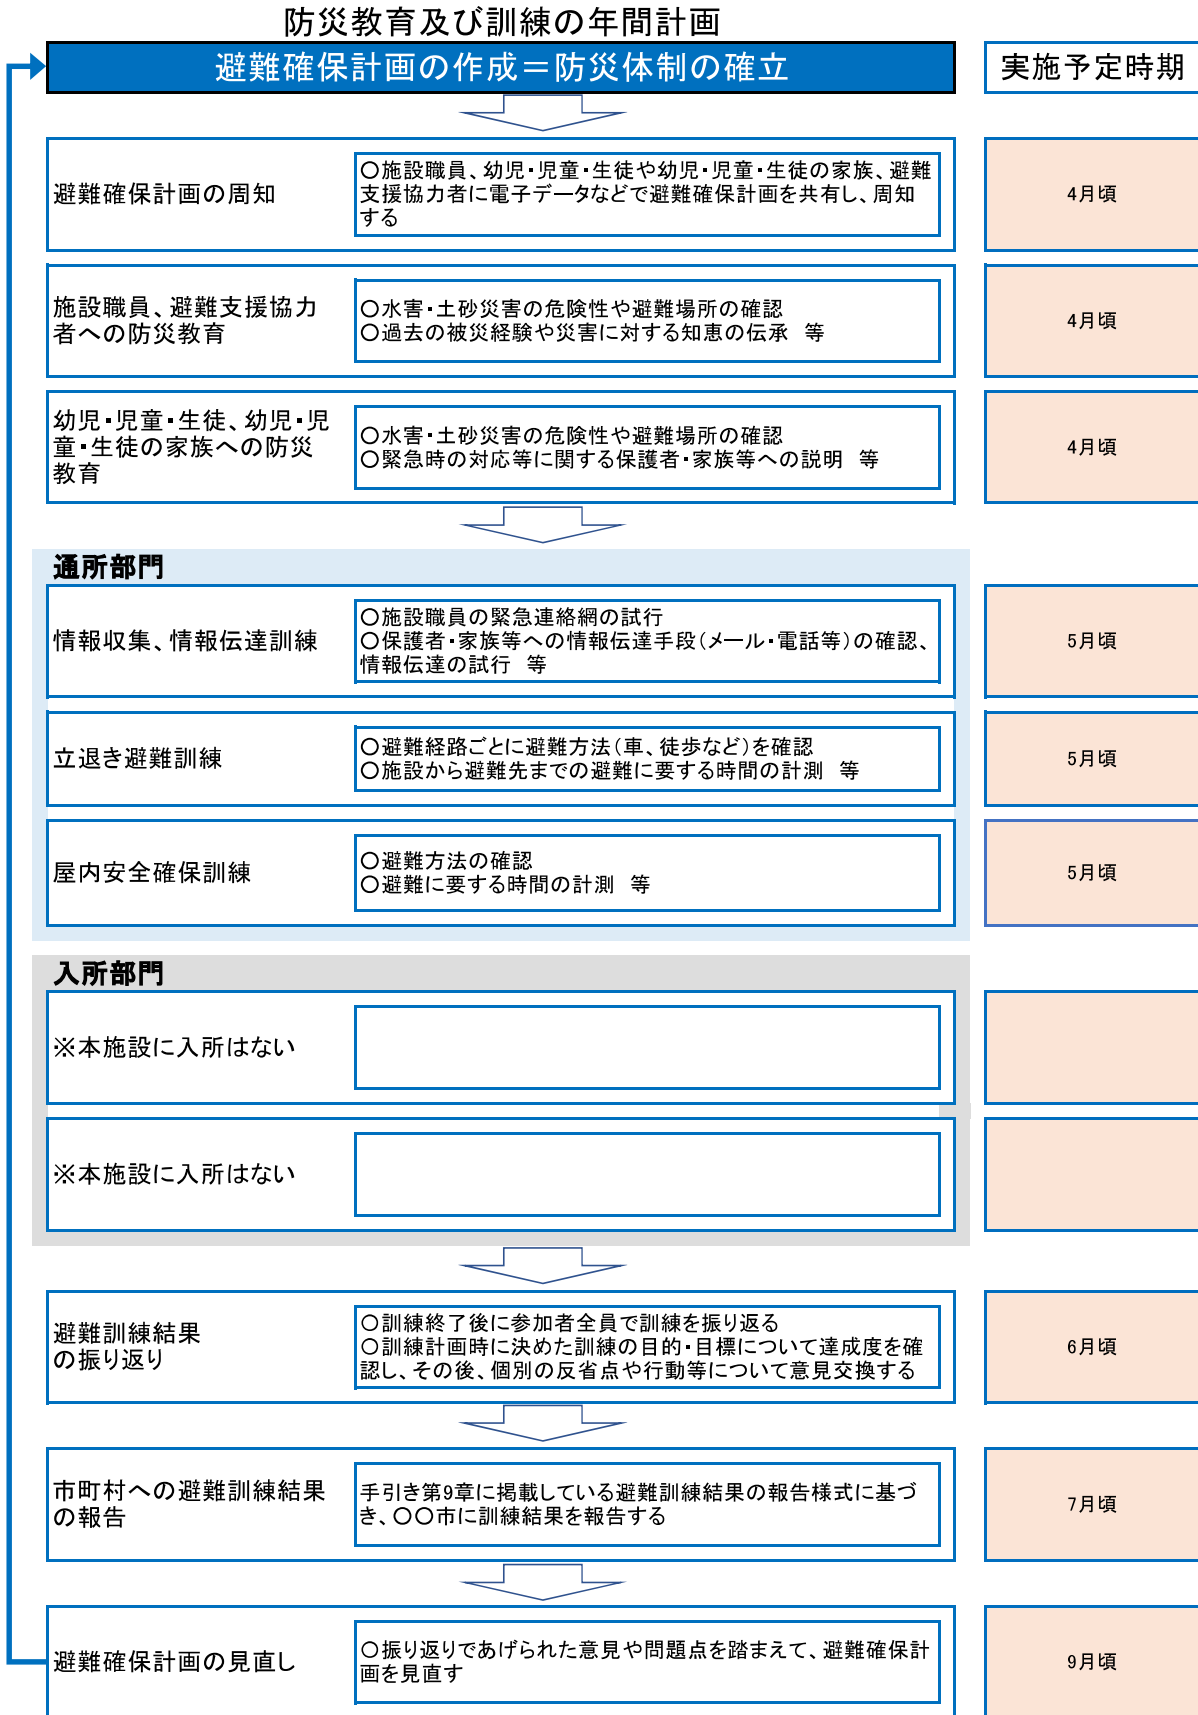 防災教育及び訓練の年間計画
避難確保計画の作成＝防災体制の確立
実施予定時期
避難確保計画の周知
〇施設職員、幼児・児童・生徒や幼児・児童・生徒の家族、避難
支援協力者に電子データなどで避難確保計画を共有し、周知
する
4月頃
施設職員、避難支援協力
者への防災教育
〇水害・土砂災害の危険性や避難場所の確認
〇過去の被災経験や災害に対する知恵の伝承　等
4月頃
幼児・児童・生徒、幼児・児
童・生徒の家族への防災
教育
〇水害・土砂災害の危険性や避難場所の確認
〇緊急時の対応等に関する保護者・家族等への説明　等
4月頃
通所部門
情報収集、情報伝達訓練
〇施設職員の緊急連絡網の試行
〇保護者・家族等への情報伝達手段（メール・電話等）の確認、
情報伝達の試行　等
5月頃
立退き避難訓練
〇避難経路ごとに避難方法（車、徒歩など）を確認
〇施設から避難先までの避難に要する時間の計測　等
5月頃
屋内安全確保訓練
〇避難方法の確認
〇避難に要する時間の計測　等
5月頃
入所部門
※本施設に入所はない
※本施設に入所はない
避難訓練結果
の振り返り
〇訓練終了後に参加者全員で訓練を振り返る
〇訓練計画時に決めた訓練の目的・目標について達成度を確
認し、その後、個別の反省点や行動等について意見交換する
6月頃
市町村への避難訓練結果
の報告
手引き第9章に掲載している避難訓練結果の報告様式に基づ
き、〇〇市に訓練結果を報告する
7月頃
避難確保計画の見直し
〇振り返りであげられた意見や問題点を踏まえて、避難確保計
画を見直す
9月頃